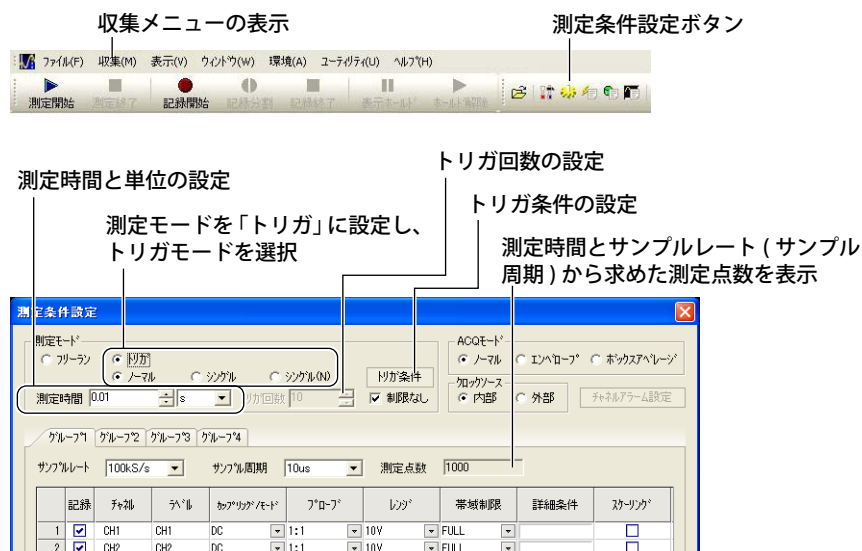 収集メニューの表示
測定条件設定ボタン
ファイル(F) 収集(M) 表示(V) ウィンドウ(W) 環境(A) ユーティリティ(U) ヘルプ(H)
測定開始 測定終了 記録開始 記録分割 記録終了 表示ホールド ホールド解除
トリガ回数の設定
測定時間と単位の設定
トリガ条件の設定
測定モードを「トリガ」に設定し、
トリガモードを選択
測定時間とサンプルレート ( サンプル
周期 ) から求めた測定点数を表示
測定条件設定
測定モード
フリーラン トリガ
ノーマル シングル シングル(N)
トリガ条件
ACQモード
ノーマル エンベロープ ボックスアベレージ
測定時間 0.01 s トリガ回数 10 制限なし
クロックソース
内部 外部
チャネルアラーム設定
グループ1 グループ2 グループ3 グループ4
サンプルレート 100kS/s サンプル周期 10us 測定点数 1000
記録 チャネル ラベル カップリング/モード プローブ レンジ 帯域制限 詳細条件 スケーリング
1 CH1 CH1 DC 1:1 10V FULL
2 CH2 CH2 DC 1:1 10V FULL